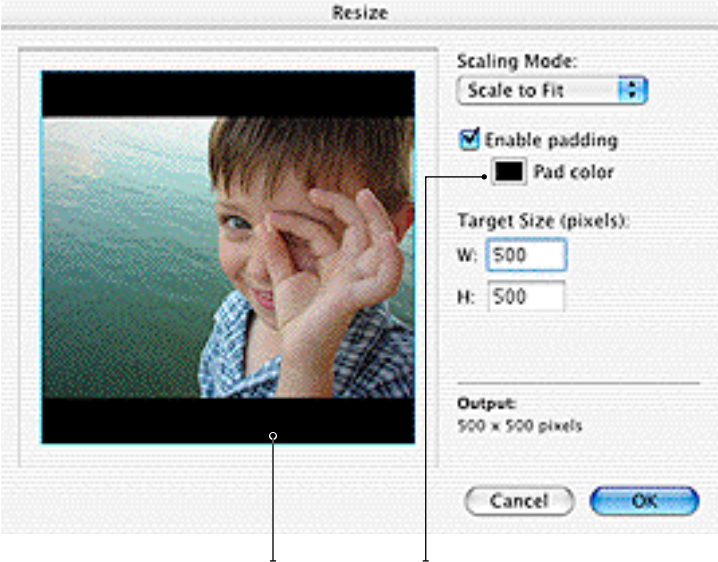 Resize
Scaling Mode:
Scale to Fit
Enable padding
Pad color
Target Size (pixels):
W: 500
H: 500
Output:
500 x 500 pixels
Cancel
OK